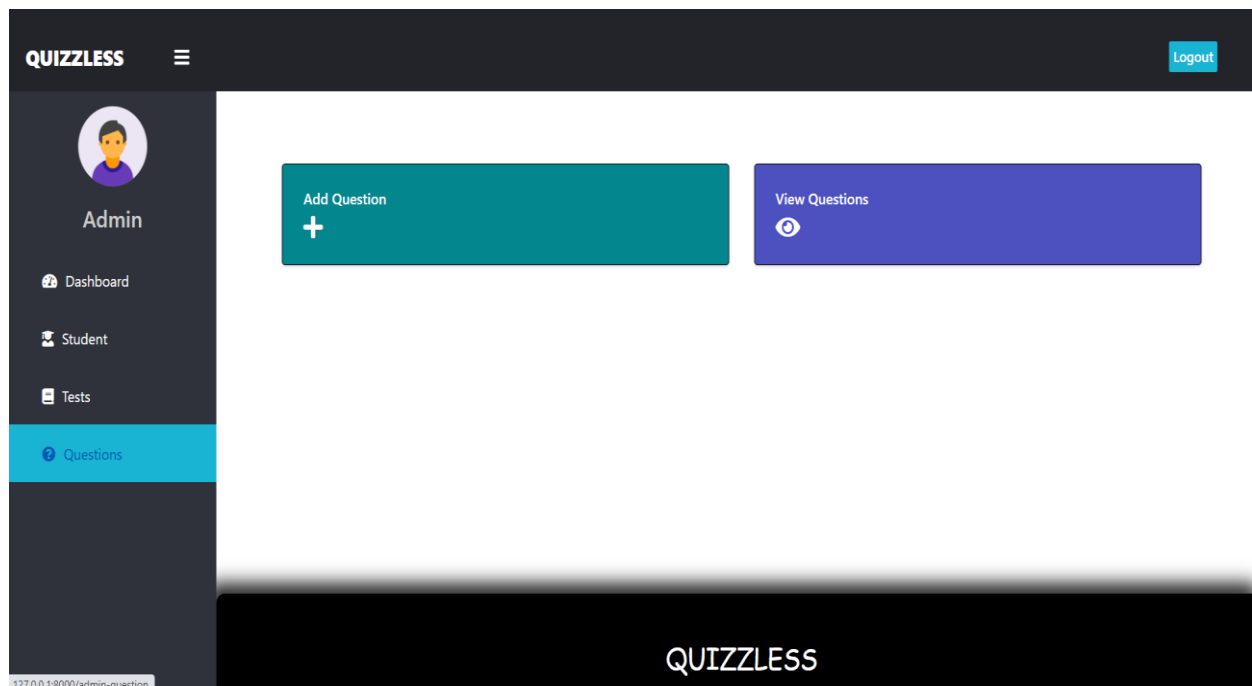 QUIZZLESS
Logout
Admin
Dashboard
Student
Tests
Questions
Add Question
View Questions
QUIZZLESS
127.0.0.1:8000/admin-question